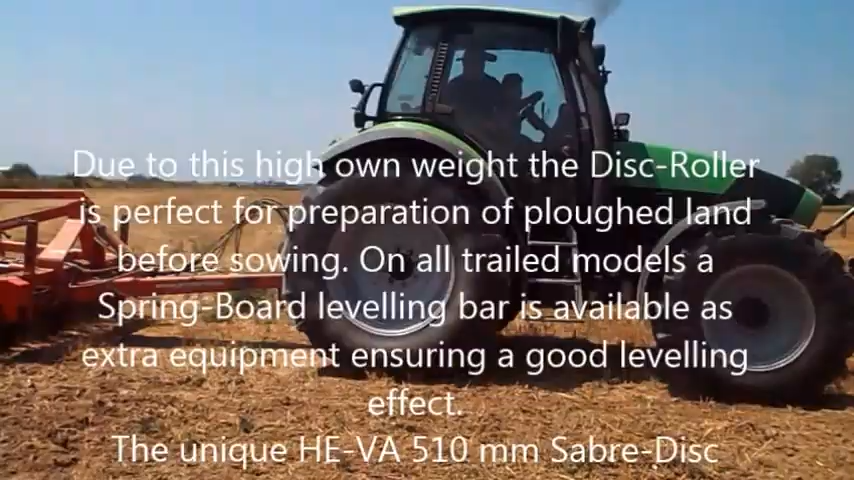 Due to this high own weight the Disc-Roller
is perfect for preparation of ploughed land
before sowing. On all trailed models a
Spring-Board levelling bar is available as
extra equipment ensuring a good levelling
effect.
The unique HE-VA 510 mm Sabre-Disc